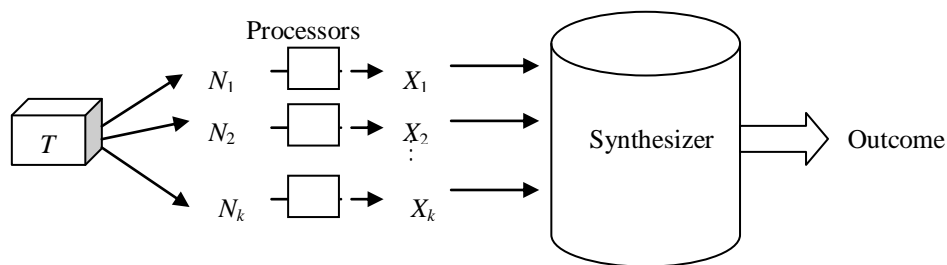 Processors
N1 X1
T N2 X2 Synthesizer Outcome
⋮
Nk Xk